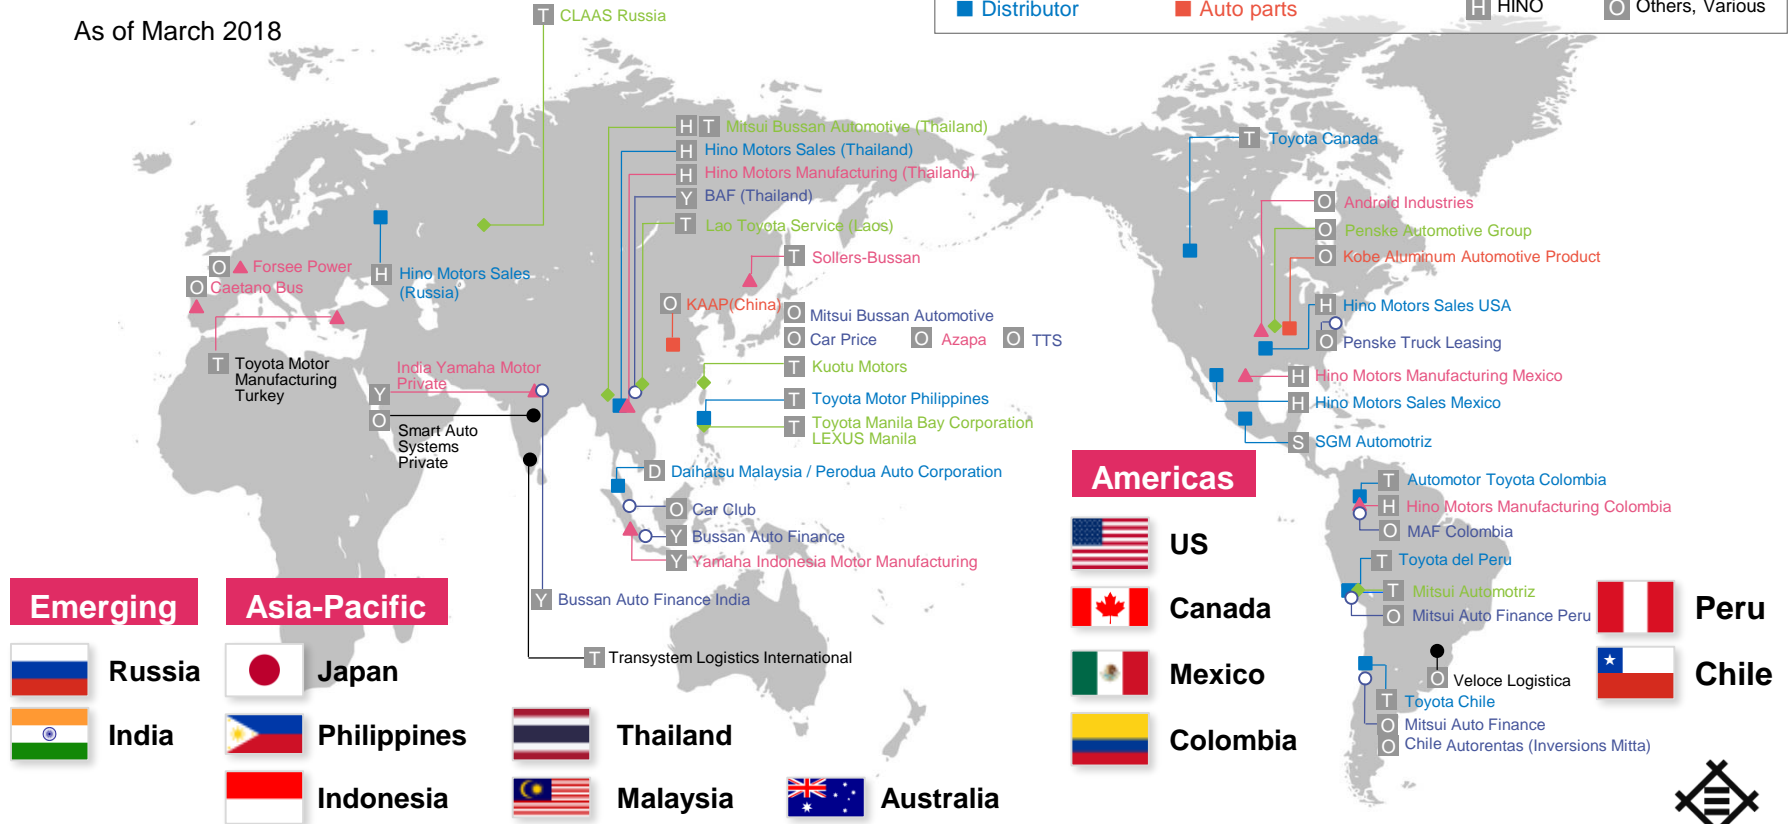 As of March 2018
T CLAAS Russia
Distributor
Auto parts
H HINO
O Others, Various
H T Mitsui Bussan Automotive (Thailand)
H Hino Motors Sales (Thailand)
H Hino Motors Manufacturing (Thailand)
Y BAF (Thailand)
T Lao Toyota Service (Laos)
T Sollers-Bussan
O Forsee Power
O Caetano Bus
H Hino Motors Sales
(Russia)
O KAAP(China)
O Mitsui Bussan Automotive
O Car Price
O Azapa
O TTS
T Toyota Motor
Manufacturing
Turkey
India Yamaha Motor
Y Private
O Smart Auto
Systems
Private
T Kuotu Motors
T Toyota Motor Philippines
T Toyota Manila Bay Corporation
LEXUS Manila
D Daihatsu Malaysia / Perodua Auto Corporation
O Car Club
Y Bussan Auto Finance
Y Yamaha Indonesia Motor Manufacturing
Y Bussan Auto Finance India
T Transystem Logistics International
T Toyota Canada
O Android Industries
O Penske Automotive Group
O Kobe Aluminum Automotive Product
H Hino Motors Sales USA
O Penske Truck Leasing
H Hino Motors Manufacturing Mexico
H Hino Motors Sales Mexico
S SGM Automotriz
T Automotor Toyota Colombia
H Hino Motors Manufacturing Colombia
O MAF Colombia
T Toyota del Peru
T Mitsui Automotriz
O Mitsui Auto Finance Peru
O Veloce Logistica
T Toyota Chile
O Mitsui Auto Finance
O Chile Autorentas (Inversions Mitta)
Emerging
Russia
India
Asia-Pacific
Japan
Philippines
Indonesia
Thailand
Malaysia
Australia
Americas
US
Canada
Mexico
Colombia
Peru
Chile